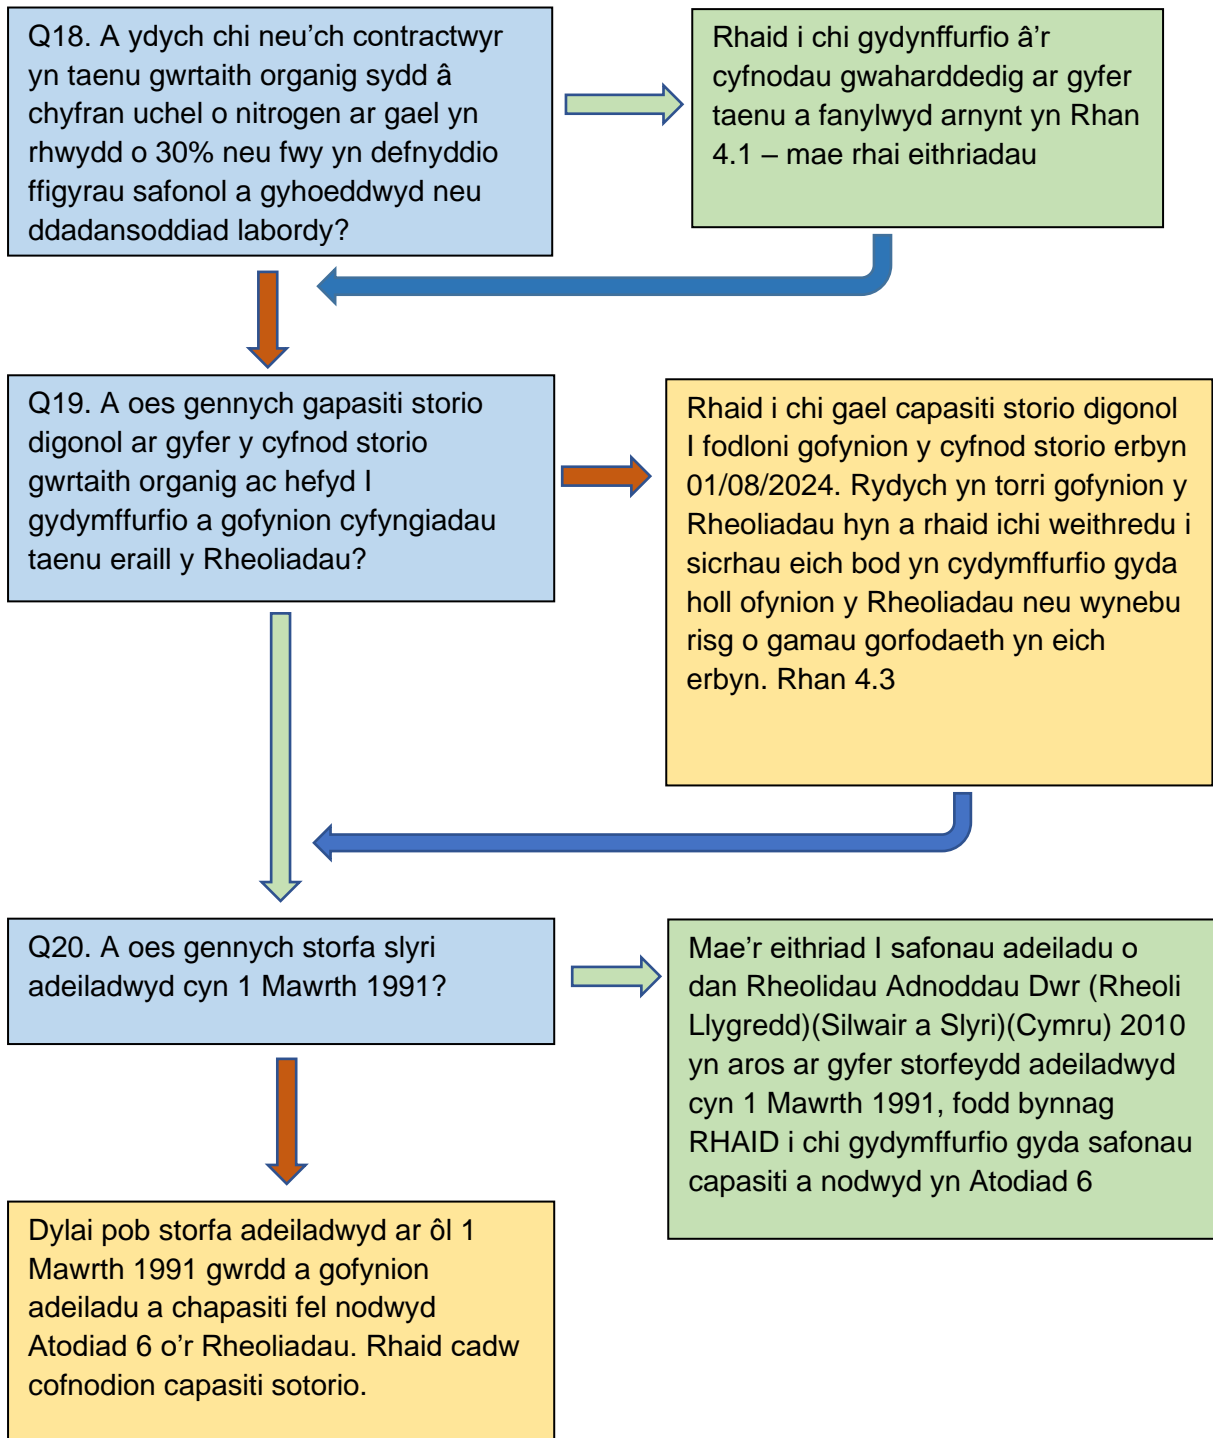 Q18. A ydych chi neu'ch contractwyr
yn taenu gwrtaith organig sydd â
chyfran uchel o nitrogen ar gael yn
rhwydd o 30% neu fwy yn defnyddio
ffigyrau safonol a gyhoeddwyd neu
ddadansoddiad labordy?
Rhaid i chi gydynffurfio â'r
cyfnodau gwaharddedig ar gyfer
taenu a fanylwyd arnynt yn Rhan
4.1 – mae rhai eithriadau
Q19. A oes gennych gapasiti storio
digonol ar gyfer y cyfnod storio
gwrtaith organig ac hefyd I
gydymffurfio a gofynion cyfyngiadau
taenu eraill y Rheoliadau?
Rhaid i chi gael capasiti storio digonol
I fodloni gofynion y cyfnod storio erbyn
01/08/2024. Rydych yn torri gofynion y
Rheoliadau hyn a rhaid ichi weithredu i
sicrhau eich bod yn cydymffurfio gyda
holl ofynion y Rheoliadau neu wynebu
risg o gamau gorfodaeth yn eich
erbyn. Rhan 4.3
Q20. A oes gennych storfa slyri
adeiladwyd cyn 1 Mawrth 1991?
Mae'r eithriad I safonau adeiladu o
dan Rheolidau Adnoddau Dwr (Rheoli
Llygredd)(Silwair a Slyri)(Cymru) 2010
yn aros ar gyfer storfeydd adeiladwyd
cyn 1 Mawrth 1991, fodd bynnag
RHAID i chi gydymffurfio gyda safonau
capasiti a nodwyd yn Atodiad 6
Dylai pob storfa adeiladwyd ar ôl 1
Mawrth 1991 gwrdd a gofynion
adeiladu a chapasiti fel nodwyd
Atodiad 6 o'r Rheoliadau. Rhaid cadw
cofnodion capasiti sotorio.